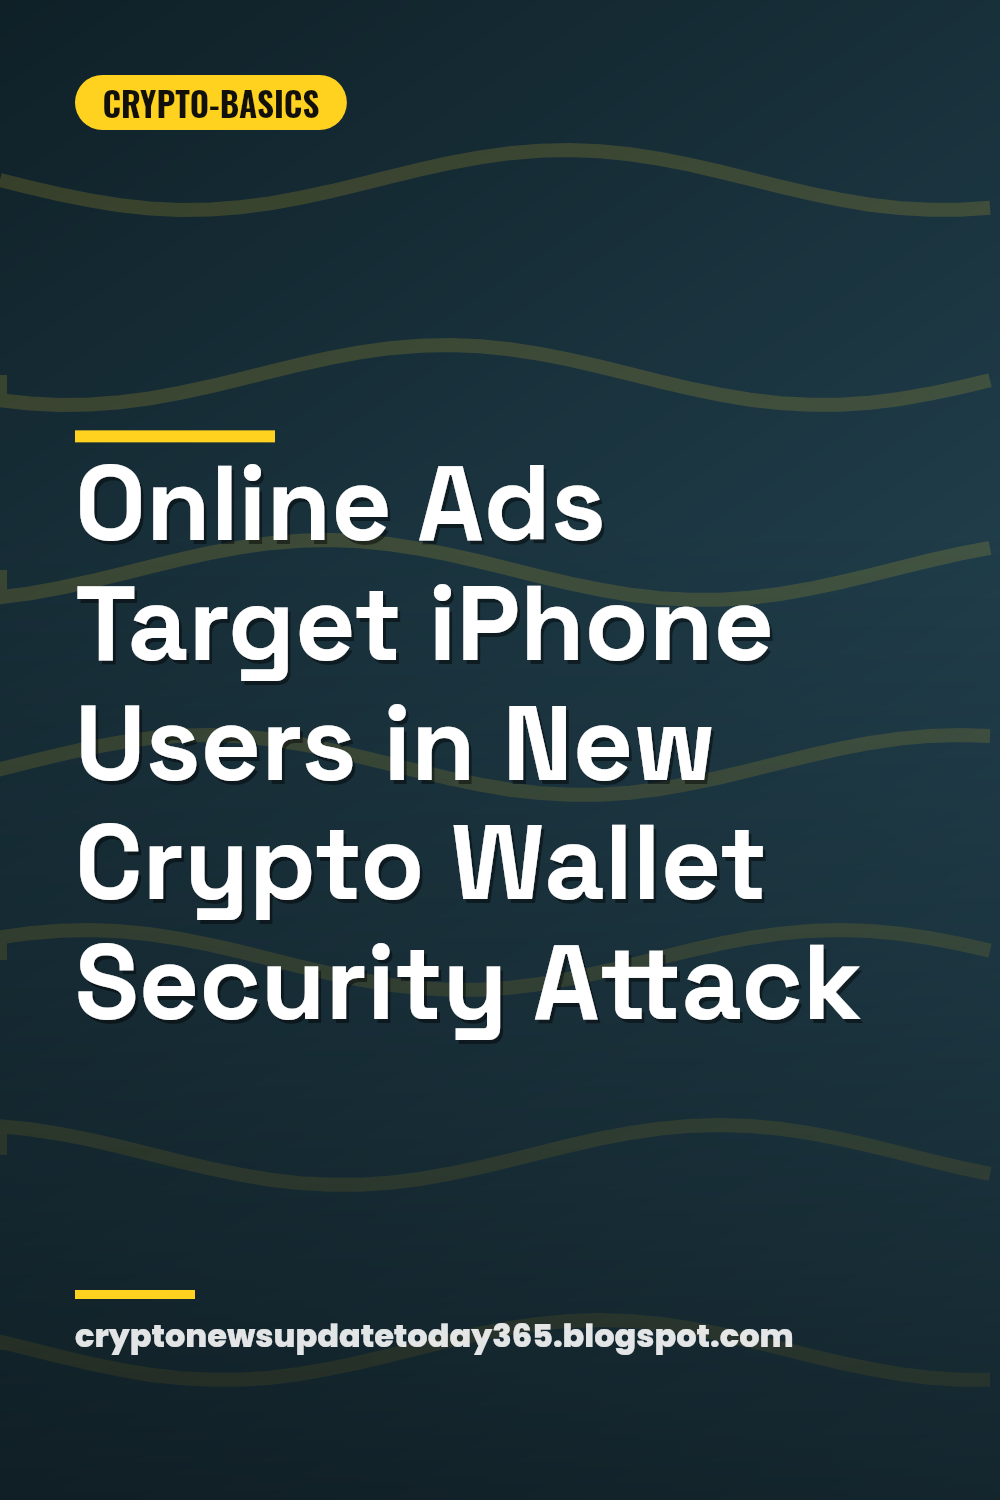 CRYPTO-BASICS
Online Ads
Target iPhone
Users in New
Crypto Wallet
Security Attack
cryptonewsupdatetoday365.blogspot.com